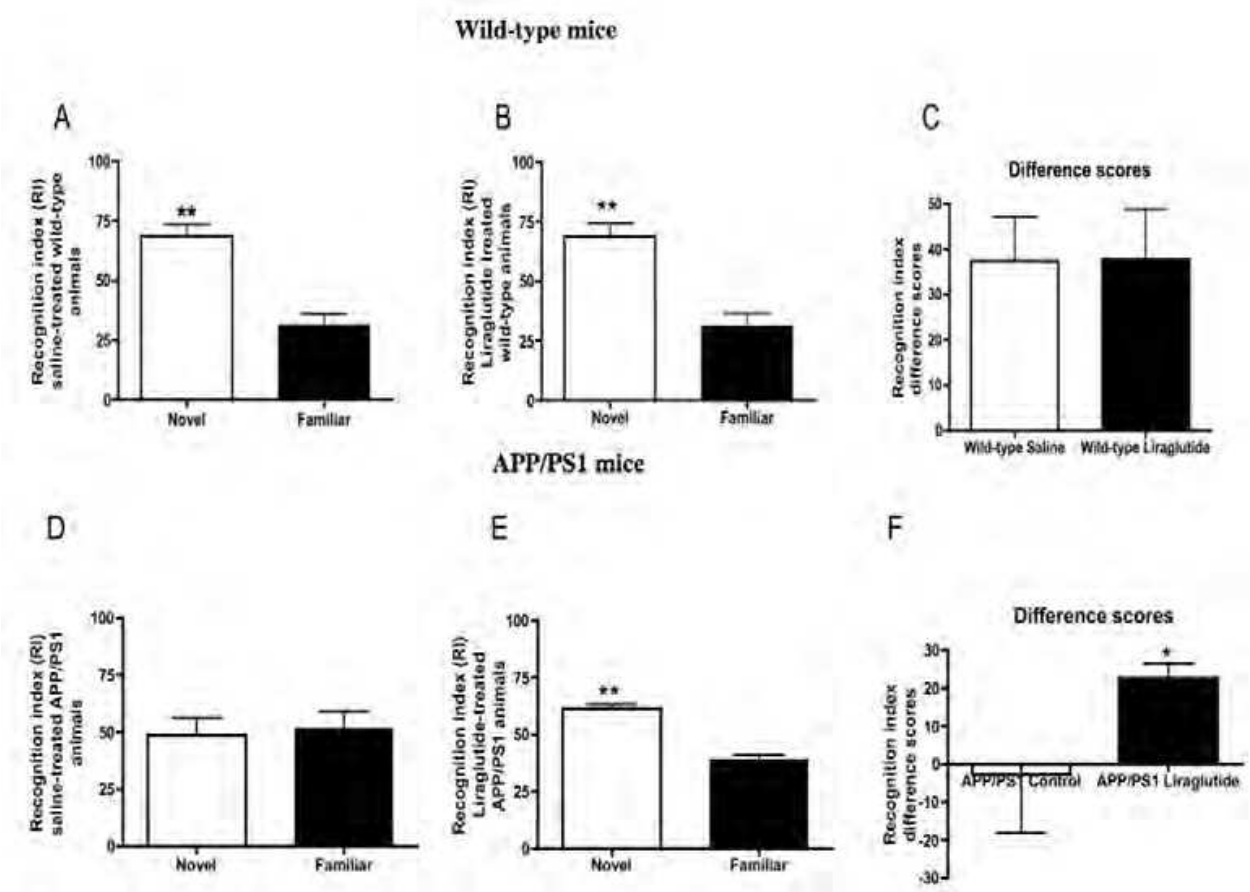 Wild-type mice
A
Recognition index (RI)
saline-treated wild-type
animals
100
75
50
25
0
**
Novel Familiar
B
Recognition index (RI)
Liraglutide treated
wild-type animals
100
75
50
25
0
**
Novel Familiar
C
Difference scores
Recognition index
difference scores
50
40
30
20
10
0
Wild-type Saline Wild-type Liraglutide
APP/PS1 mice
D
Recognition index (RI)
saline-treated APP/PS1
animals
100
75
50
25
0
Novel Familiar
E
Recognition index (RI)
Liraglutide-treated
APP/PS1 animals
100
75
50
25
0
**
Novel Familiar
F
Difference scores
Recognition index
difference scores
30
20
10
0
-10
-20
-30
*
APP/PS1 Control APP/PS1 Liraglutide